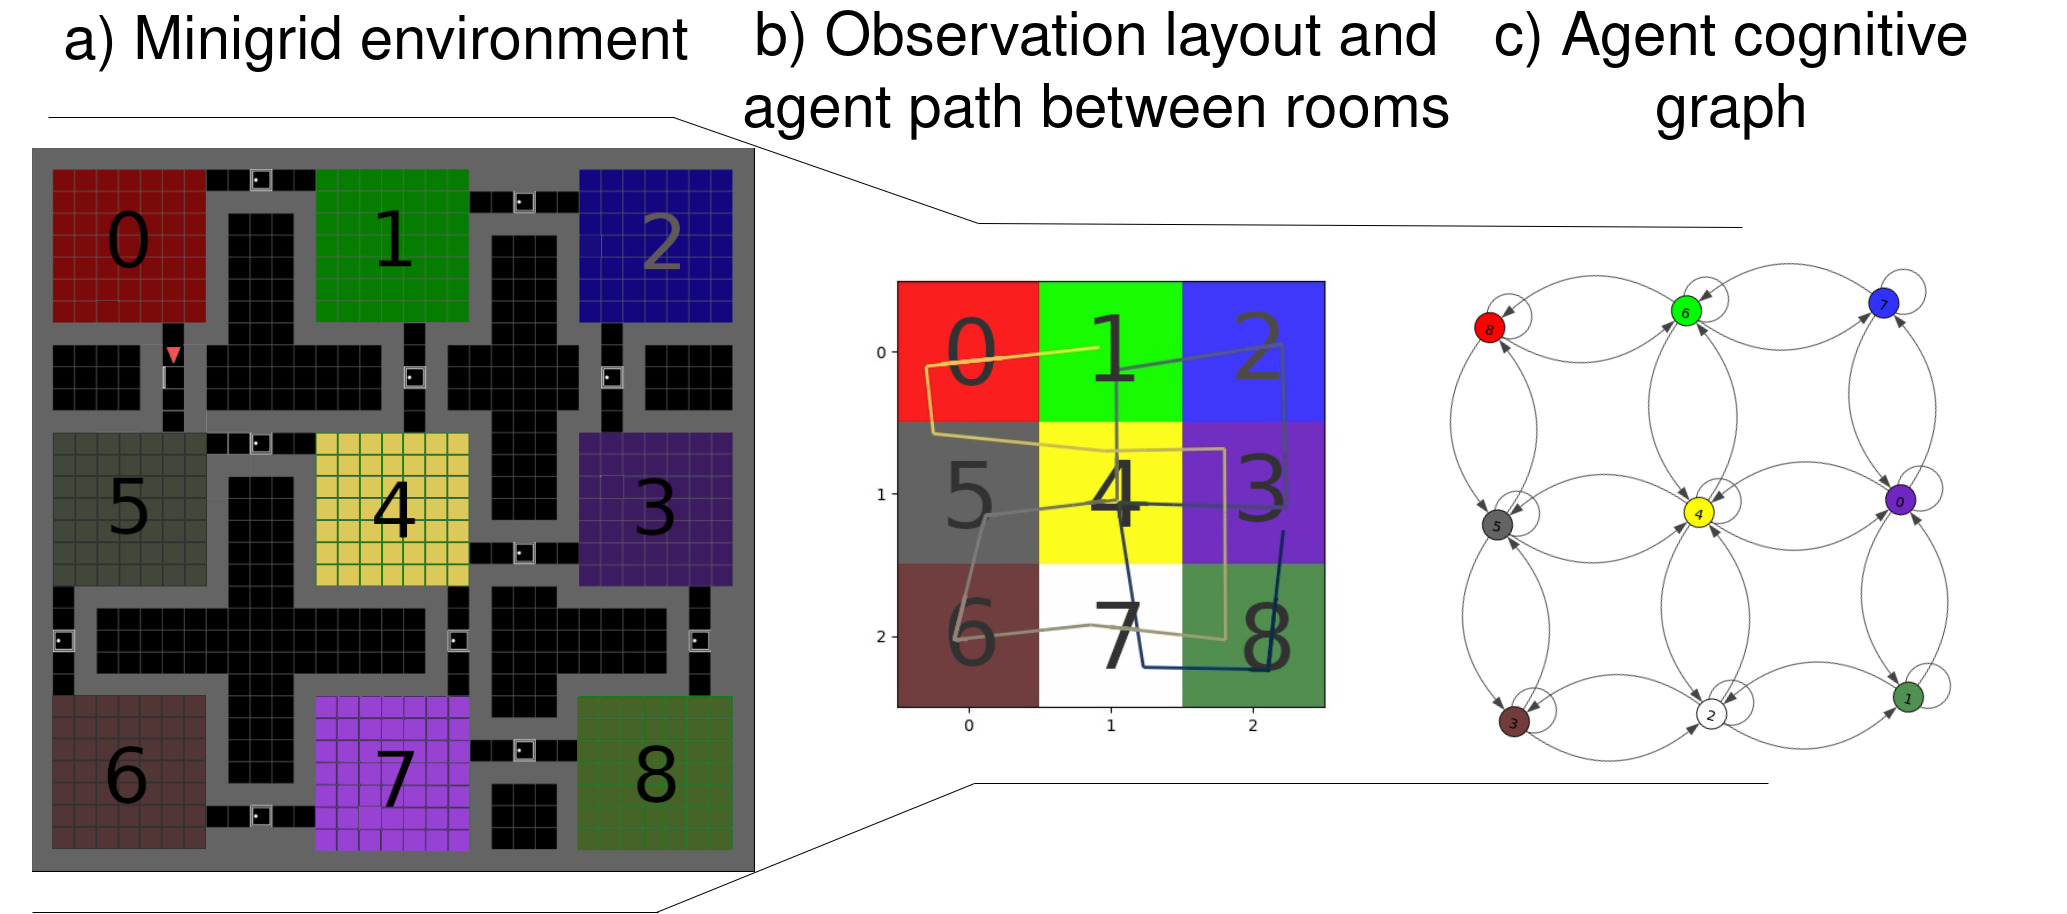 a) Minigrid environment
b) Observation layout and
agent path between rooms
c) Agent cognitive
graph
0 1 2
5 4 3
6 7 8
0 1 2
5 4 3
6 7 8
0
1
2
0 1 2
8 6 7
5 4 0
3 2 1